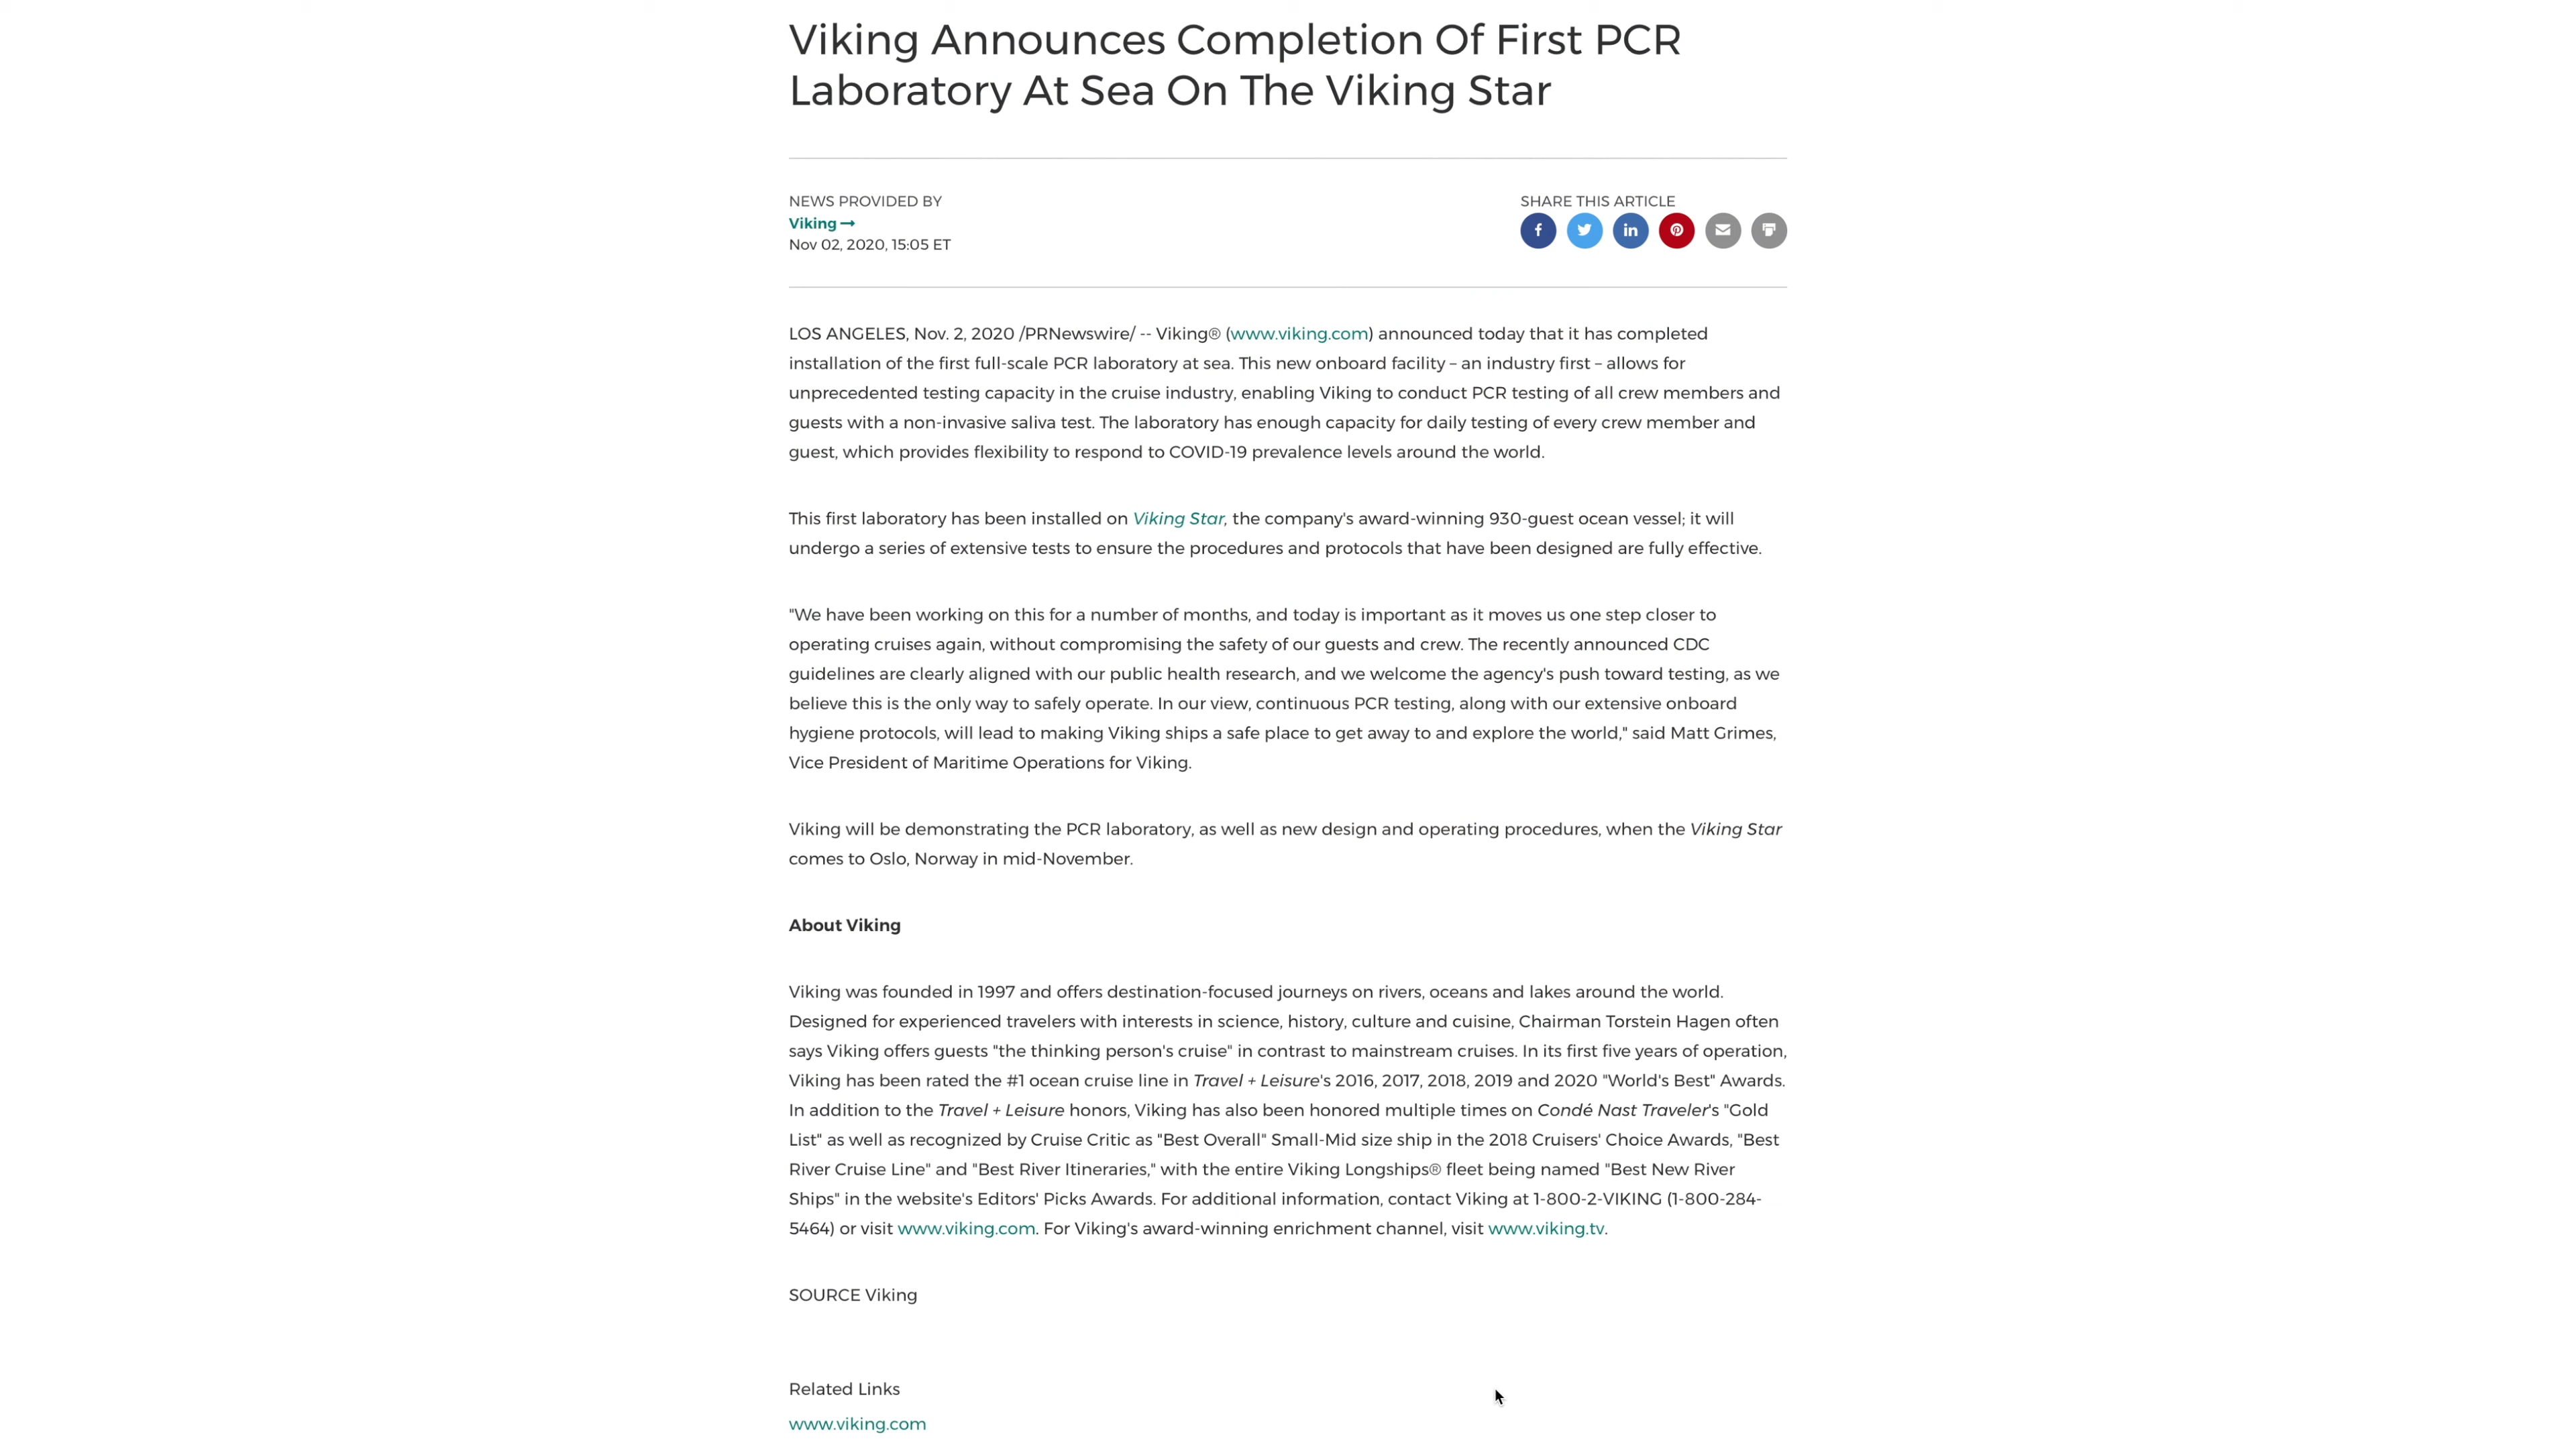 Viking Announces Completion Of First PCR
Laboratory At Sea On The Viking Star
NEWS PROVIDED BY
Viking →
Nov 02, 2020, 15:05 ET
SHARE THIS ARTICLE
LOS ANGELES, Nov. 2, 2020 /PRNewswire/ -- Viking® (www.viking.com) announced today that it has completed
installation of the first full-scale PCR laboratory at sea. This new onboard facility – an industry first – allows for
unprecedented testing capacity in the cruise industry, enabling Viking to conduct PCR testing of all crew members and
guests with a non-invasive saliva test. The laboratory has enough capacity for daily testing of every crew member and
guest, which provides flexibility to respond to COVID-19 prevalence levels around the world.
This first laboratory has been installed on Viking Star, the company's award-winning 930-guest ocean vessel; it will
undergo a series of extensive tests to ensure the procedures and protocols that have been designed are fully effective.
"We have been working on this for a number of months, and today is important as it moves us one step closer to
operating cruises again, without compromising the safety of our guests and crew. The recently announced CDC
guidelines are clearly aligned with our public health research, and we welcome the agency's push toward testing, as we
believe this is the only way to safely operate. In our view, continuous PCR testing, along with our extensive onboard
hygiene protocols, will lead to making Viking ships a safe place to get away to and explore the world," said Matt Grimes,
Vice President of Maritime Operations for Viking.
Viking will be demonstrating the PCR laboratory, as well as new design and operating procedures, when the Viking Star
comes to Oslo, Norway in mid-November.
About Viking
Viking was founded in 1997 and offers destination-focused journeys on rivers, oceans and lakes around the world.
Designed for experienced travelers with interests in science, history, culture and cuisine, Chairman Torstein Hagen often
says Viking offers guests "the thinking person's cruise" in contrast to mainstream cruises. In its first five years of operation,
Viking has been rated the #1 ocean cruise line in Travel + Leisure's 2016, 2017, 2018, 2019 and 2020 "World's Best" Awards.
In addition to the Travel + Leisure honors, Viking has also been honored multiple times on Condé Nast Traveler's "Gold
List" as well as recognized by Cruise Critic as "Best Overall" Small-Mid size ship in the 2018 Cruisers' Choice Awards, "Best
River Cruise Line" and "Best River Itineraries," with the entire Viking Longships® fleet being named "Best New River
Ships" in the website's Editors' Picks Awards. For additional information, contact Viking at 1-800-2-VIKING (1-800-284-
5464) or visit www.viking.com. For Viking's award-winning enrichment channel, visit www.viking.tv.
SOURCE Viking
Related Links
www.viking.com